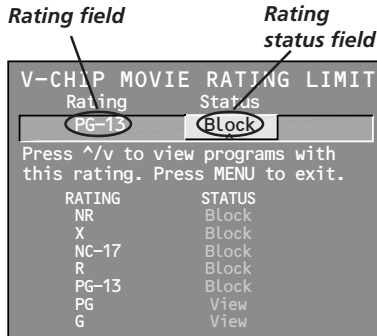 Rating field
Rating
status field
V-CHIP MOVIE RATING LIMIT
Rating Status
PG-13 Block
Press ^/v to view programs with
this rating. Press MENU to exit.
RATING STATUS
NR Block
X Block
NC-17 Block
R Block
PG-13 Block
PG View
G View